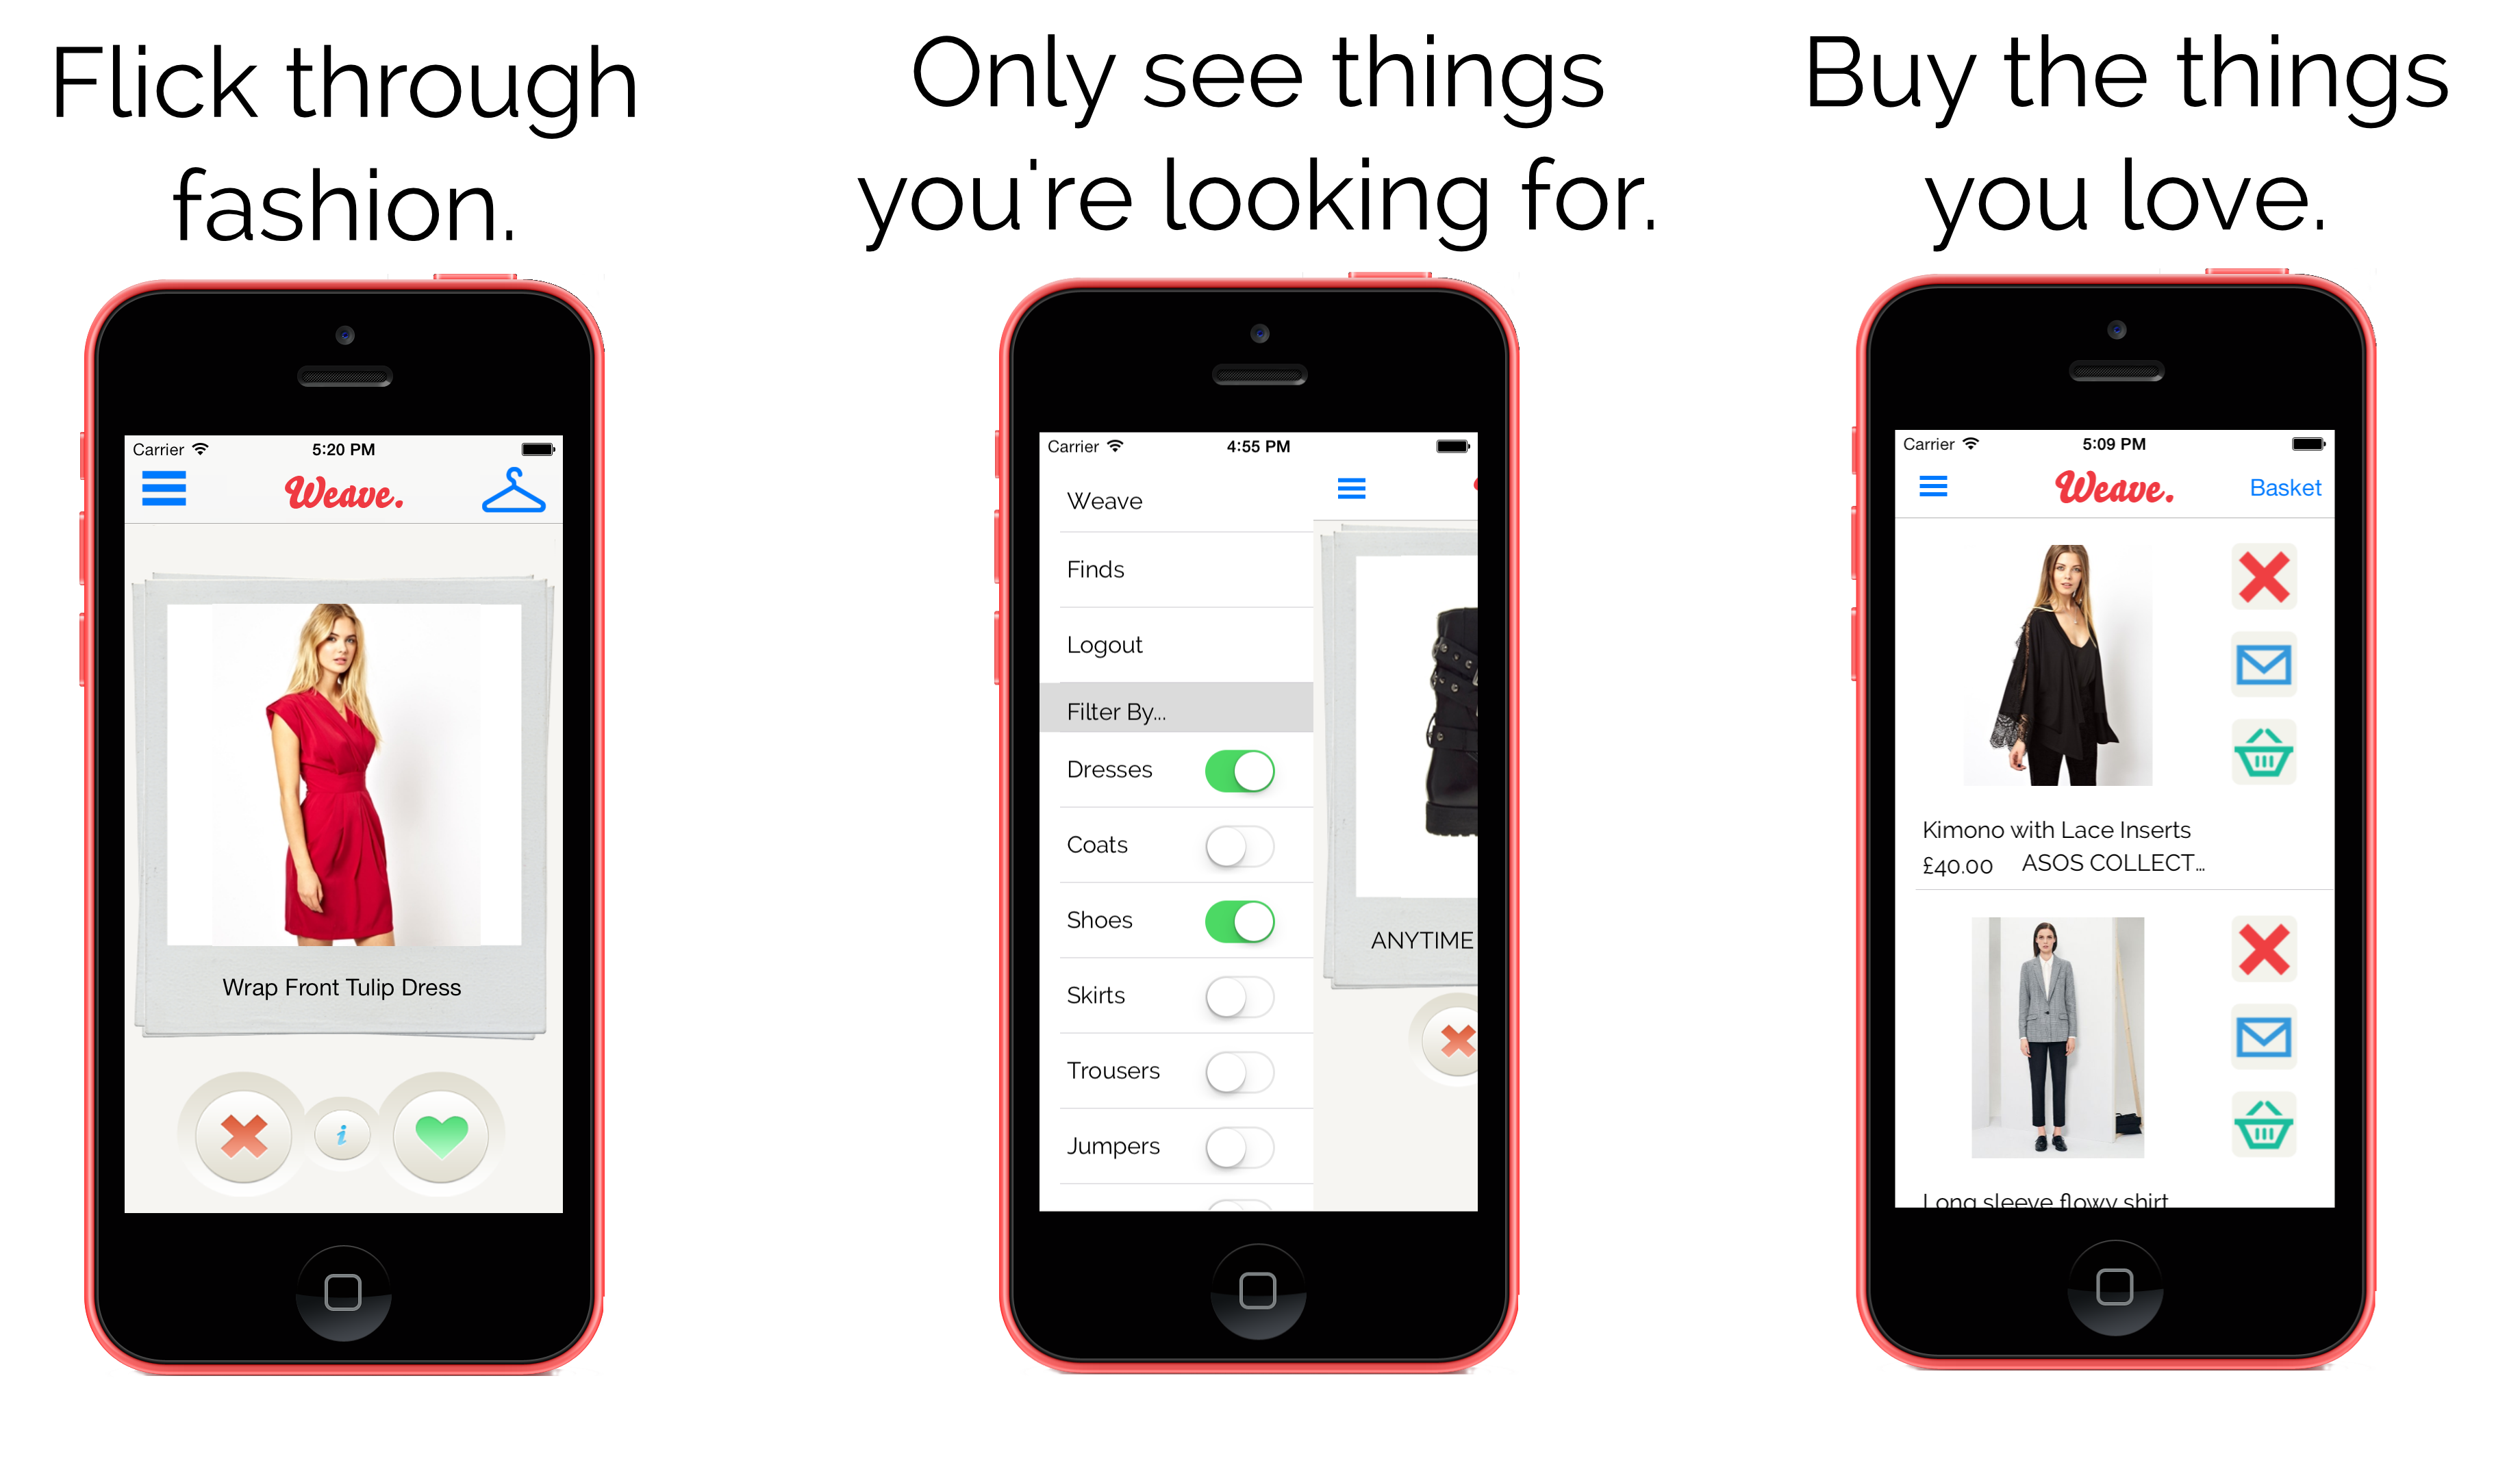 Flick through
fashion.
Carrier
5:20 PM
Weave.
Wrap Front Tulip Dress
i
Only see things
you're looking for.
Carrier
4:55 PM
Weave
Finds
Logout
Filter By...
Dresses
Coats
Shoes
Skirts
Trousers
Jumpers
ANYTIME
Buy the things
you love.
Carrier
5:09 PM
Weave.
Basket
Kimono with Lace Inserts
£40.00 ASOS COLLECT...
Long sleeve flowy shirt